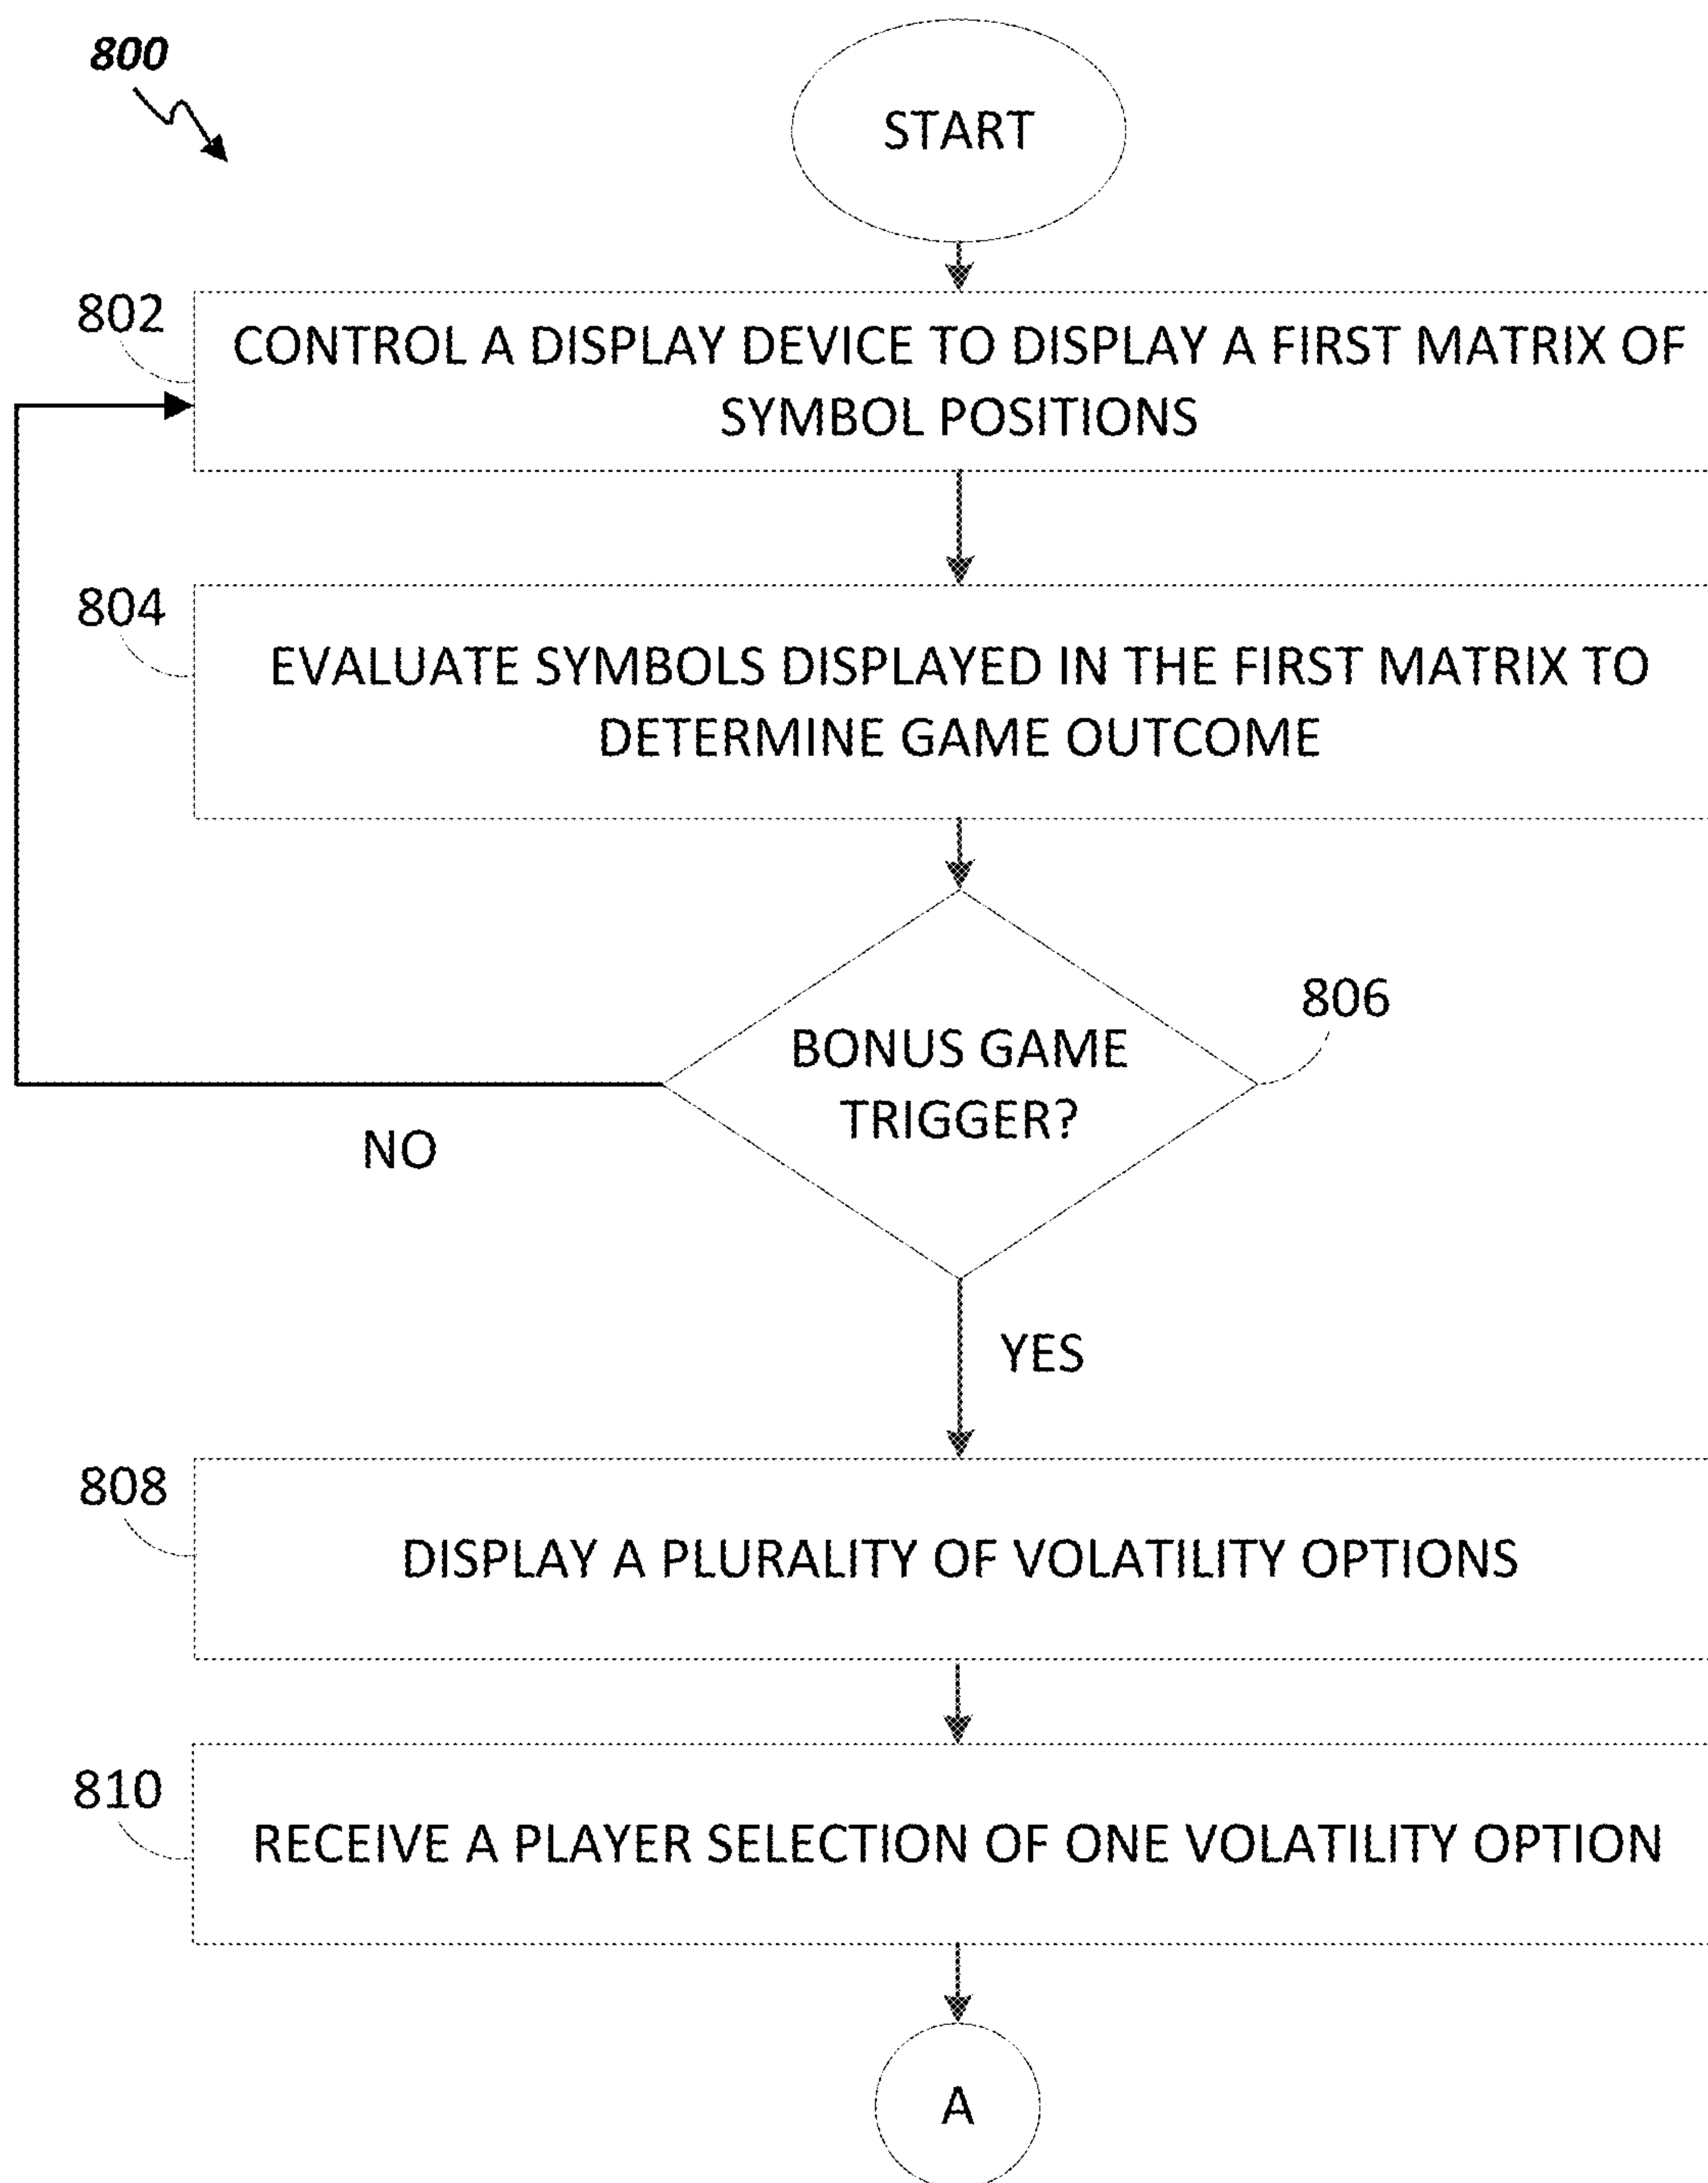 800
START
802
CONTROL A DISPLAY DEVICE TO DISPLAY A FIRST MATRIX OF
SYMBOL POSITIONS
804
EVALUATE SYMBOLS DISPLAYED IN THE FIRST MATRIX TO
DETERMINE GAME OUTCOME
806
BONUS GAME
TRIGGER?
NO
YES
808
DISPLAY A PLURALITY OF VOLATILITY OPTIONS
810
RECEIVE A PLAYER SELECTION OF ONE VOLATILITY OPTION
A